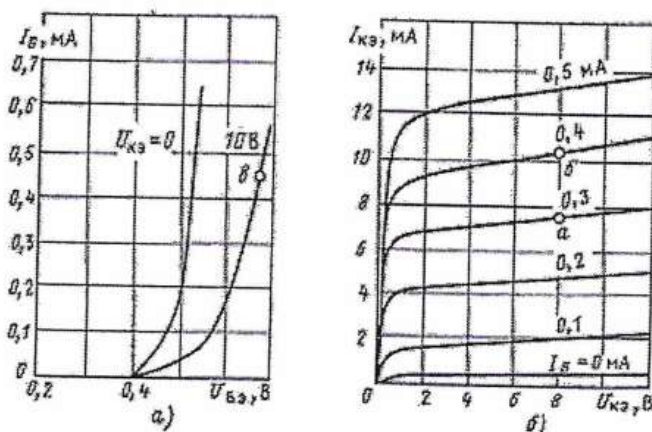 I_Б, мА
0,7
0,6
0,5
0,4
0,3
0,2
0,1
0
U_КЭ = 0
10 В
в
0,2
0,4
U_БЭ, В
а)
I_КЭ, мА
14
12
10
8
6
4
2
0
0,5 мА
0,4
б
0,3
а
0,2
0,1
I_Б = 0 мА
2
4
6
8
U_КЭ, В
б)